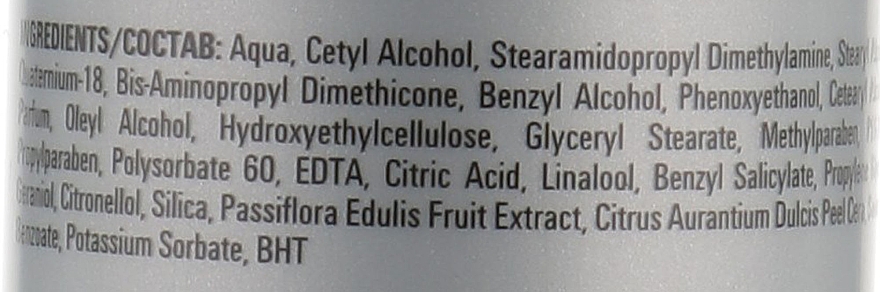 INGREDIENTS/СОСТАВ: Aqua, Cetyl Alcohol, Stearamidopropyl Dimethylamine,
Quaternium-18, Bis-Aminopropyl Dimethicone, Benzyl Alcohol, Phenoxyethanol,
Parfum, Oleyl Alcohol, Hydroxyethylcellulose, Glyceryl Stearate, Methylparaben,
Propylparaben, Polysorbate 60, EDTA, Citric Acid, Linalool, Benzyl Salicylate,
Geraniol, Citronellol, Silica, Passiflora Edulis Fruit Extract, Citrus Aurantium Dulcis Peel Cera,
Benzoate, Potassium Sorbate, BHT